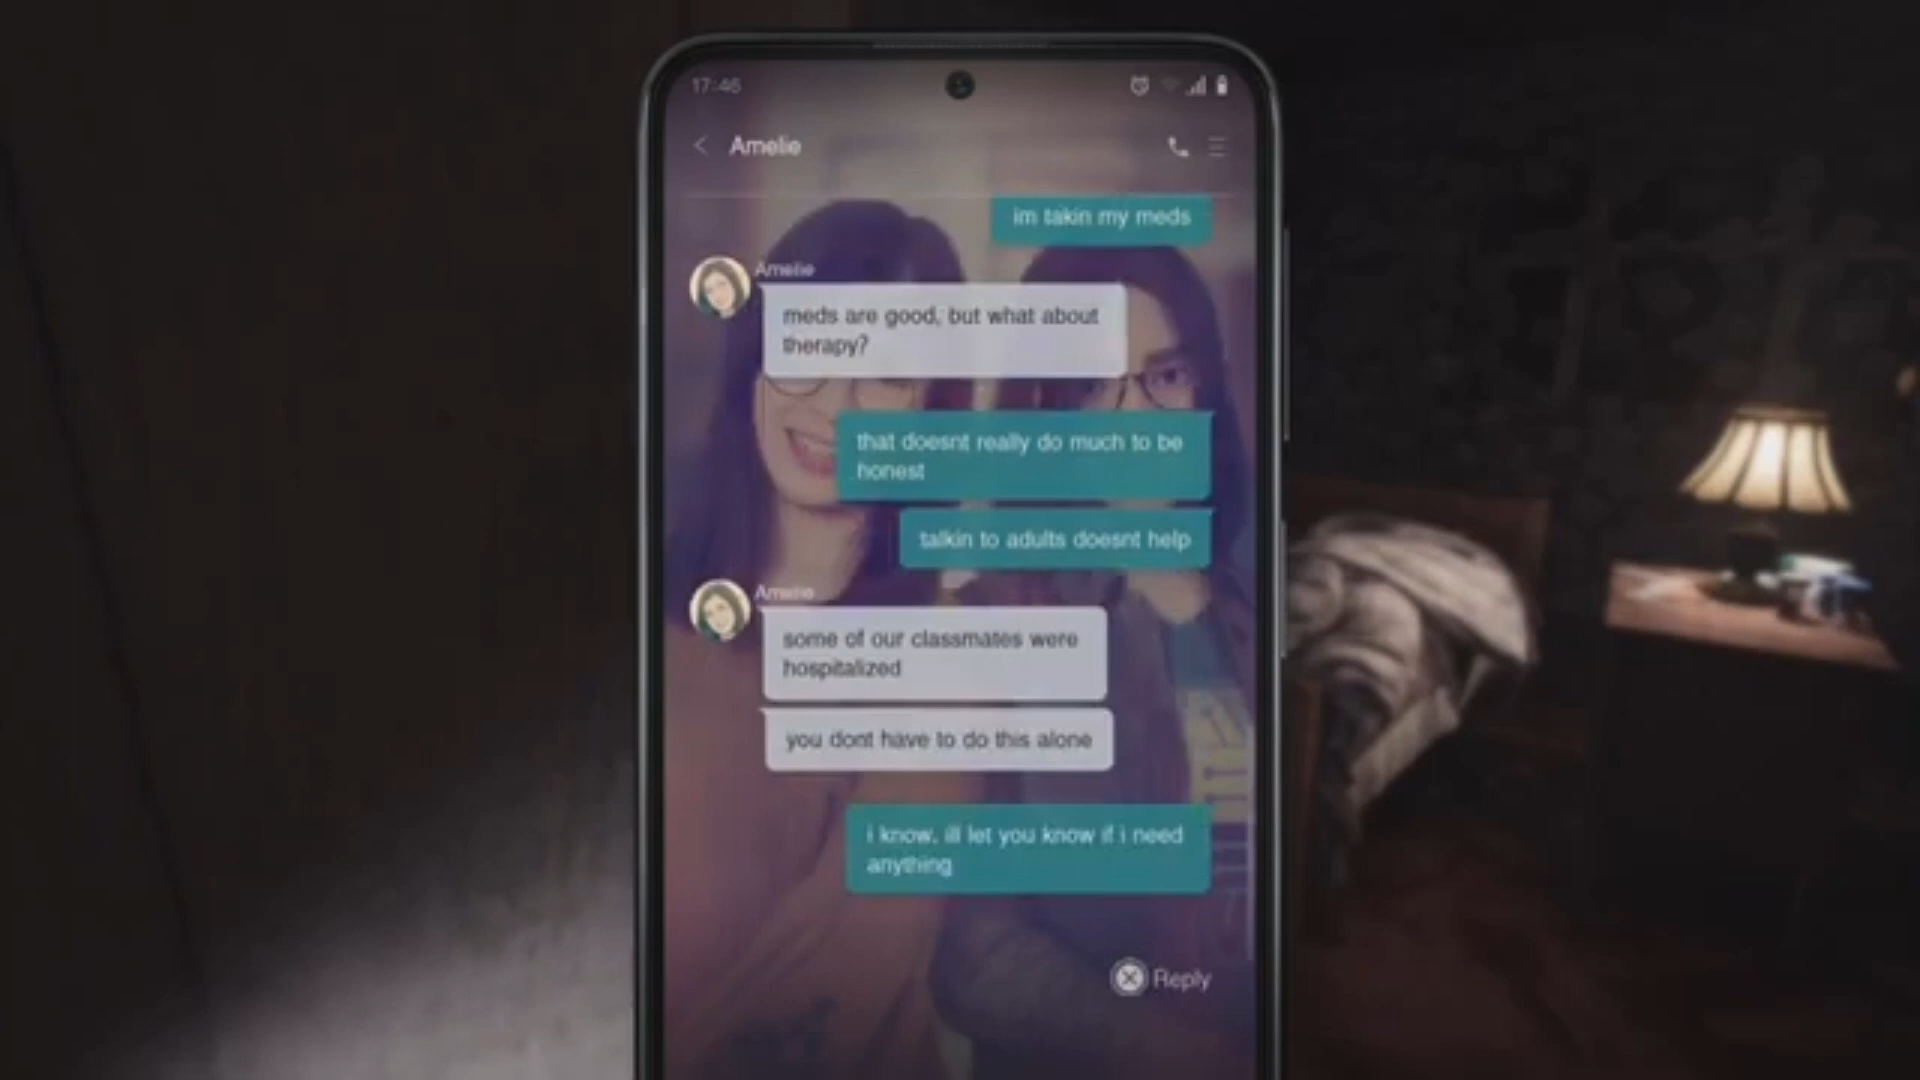 17:46
Amelie
im takin my meds
Amelie
meds are good, but what about
therapy?
that doesnt really do much to be
honest
talkin to adults doesnt help
Amelie
some of our classmates were
hospitalized
you dont have to do this alone
i know. ill let you know if i need
anything
Reply